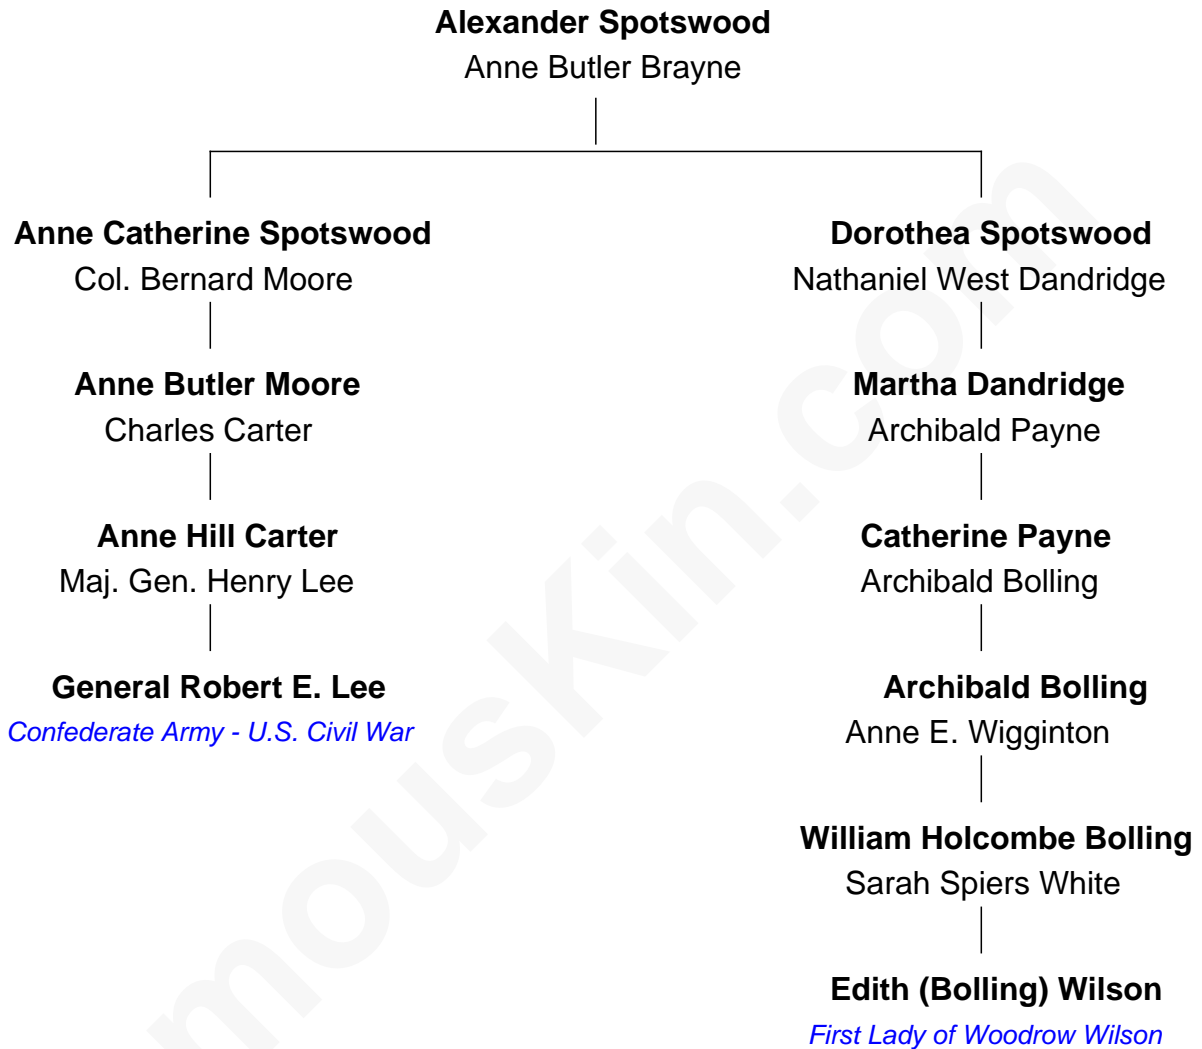 Alexander Spotswood
Anne Butler Brayne
Anne Catherine Spotswood
Col. Bernard Moore
Anne Butler Moore
Charles Carter
Anne Hill Carter
Maj. Gen. Henry Lee
General Robert E. Lee
Confederate Army - U.S. Civil War
Dorothea Spotswood
Nathaniel West Dandridge
Martha Dandridge
Archibald Payne
Catherine Payne
Archibald Bolling
Archibald Bolling
Anne E. Wigginton
William Holcombe Bolling
Sarah Spiers White
Edith (Bolling) Wilson
First Lady of Woodrow Wilson
mousKin.com